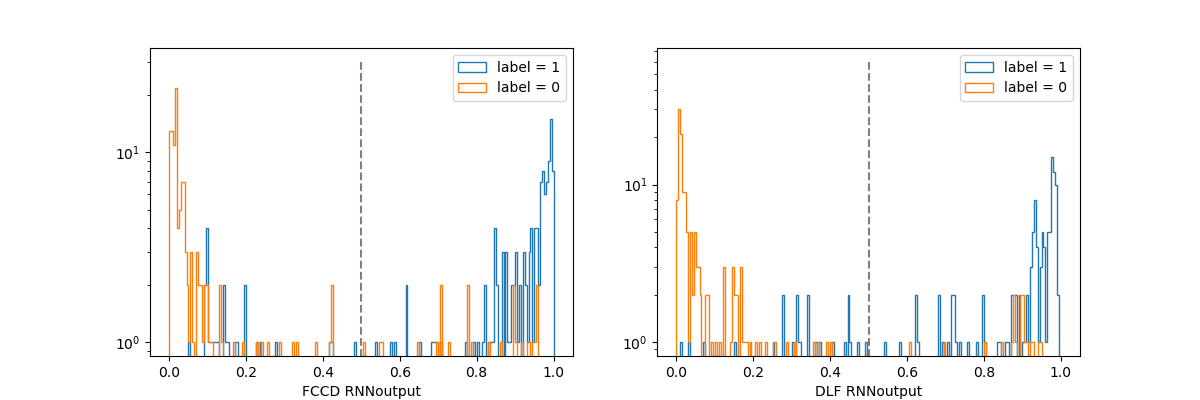 label = 1
label = 0
10¹
10⁰
0.0 0.2 0.4 0.6 0.8 1.0
FCCD RNNoutput
label = 1
label = 0
10¹
10⁰
0.0 0.2 0.4 0.6 0.8 1.0
DLF RNNoutput